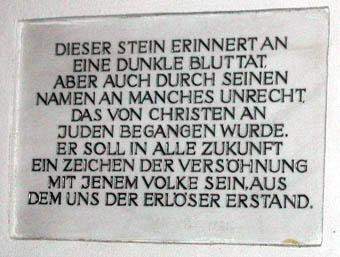 DIESER STEIN ERINNERT AN
EINE DUNKLE BLUTTAT,
ABER AUCH DURCH SEINEN
NAMEN AN MANCHES UNRECHT,
DAS VON CHRISTEN AN
JUDEN BEGANGEN WURDE.
ER SOLL IN ALLE ZUKUNFT
EIN ZEICHEN DER VERSÖHNUNG
MIT JENEM VOLKE SEIN, AUS
DEM UNS DER ERLÖSER ERSTAND.